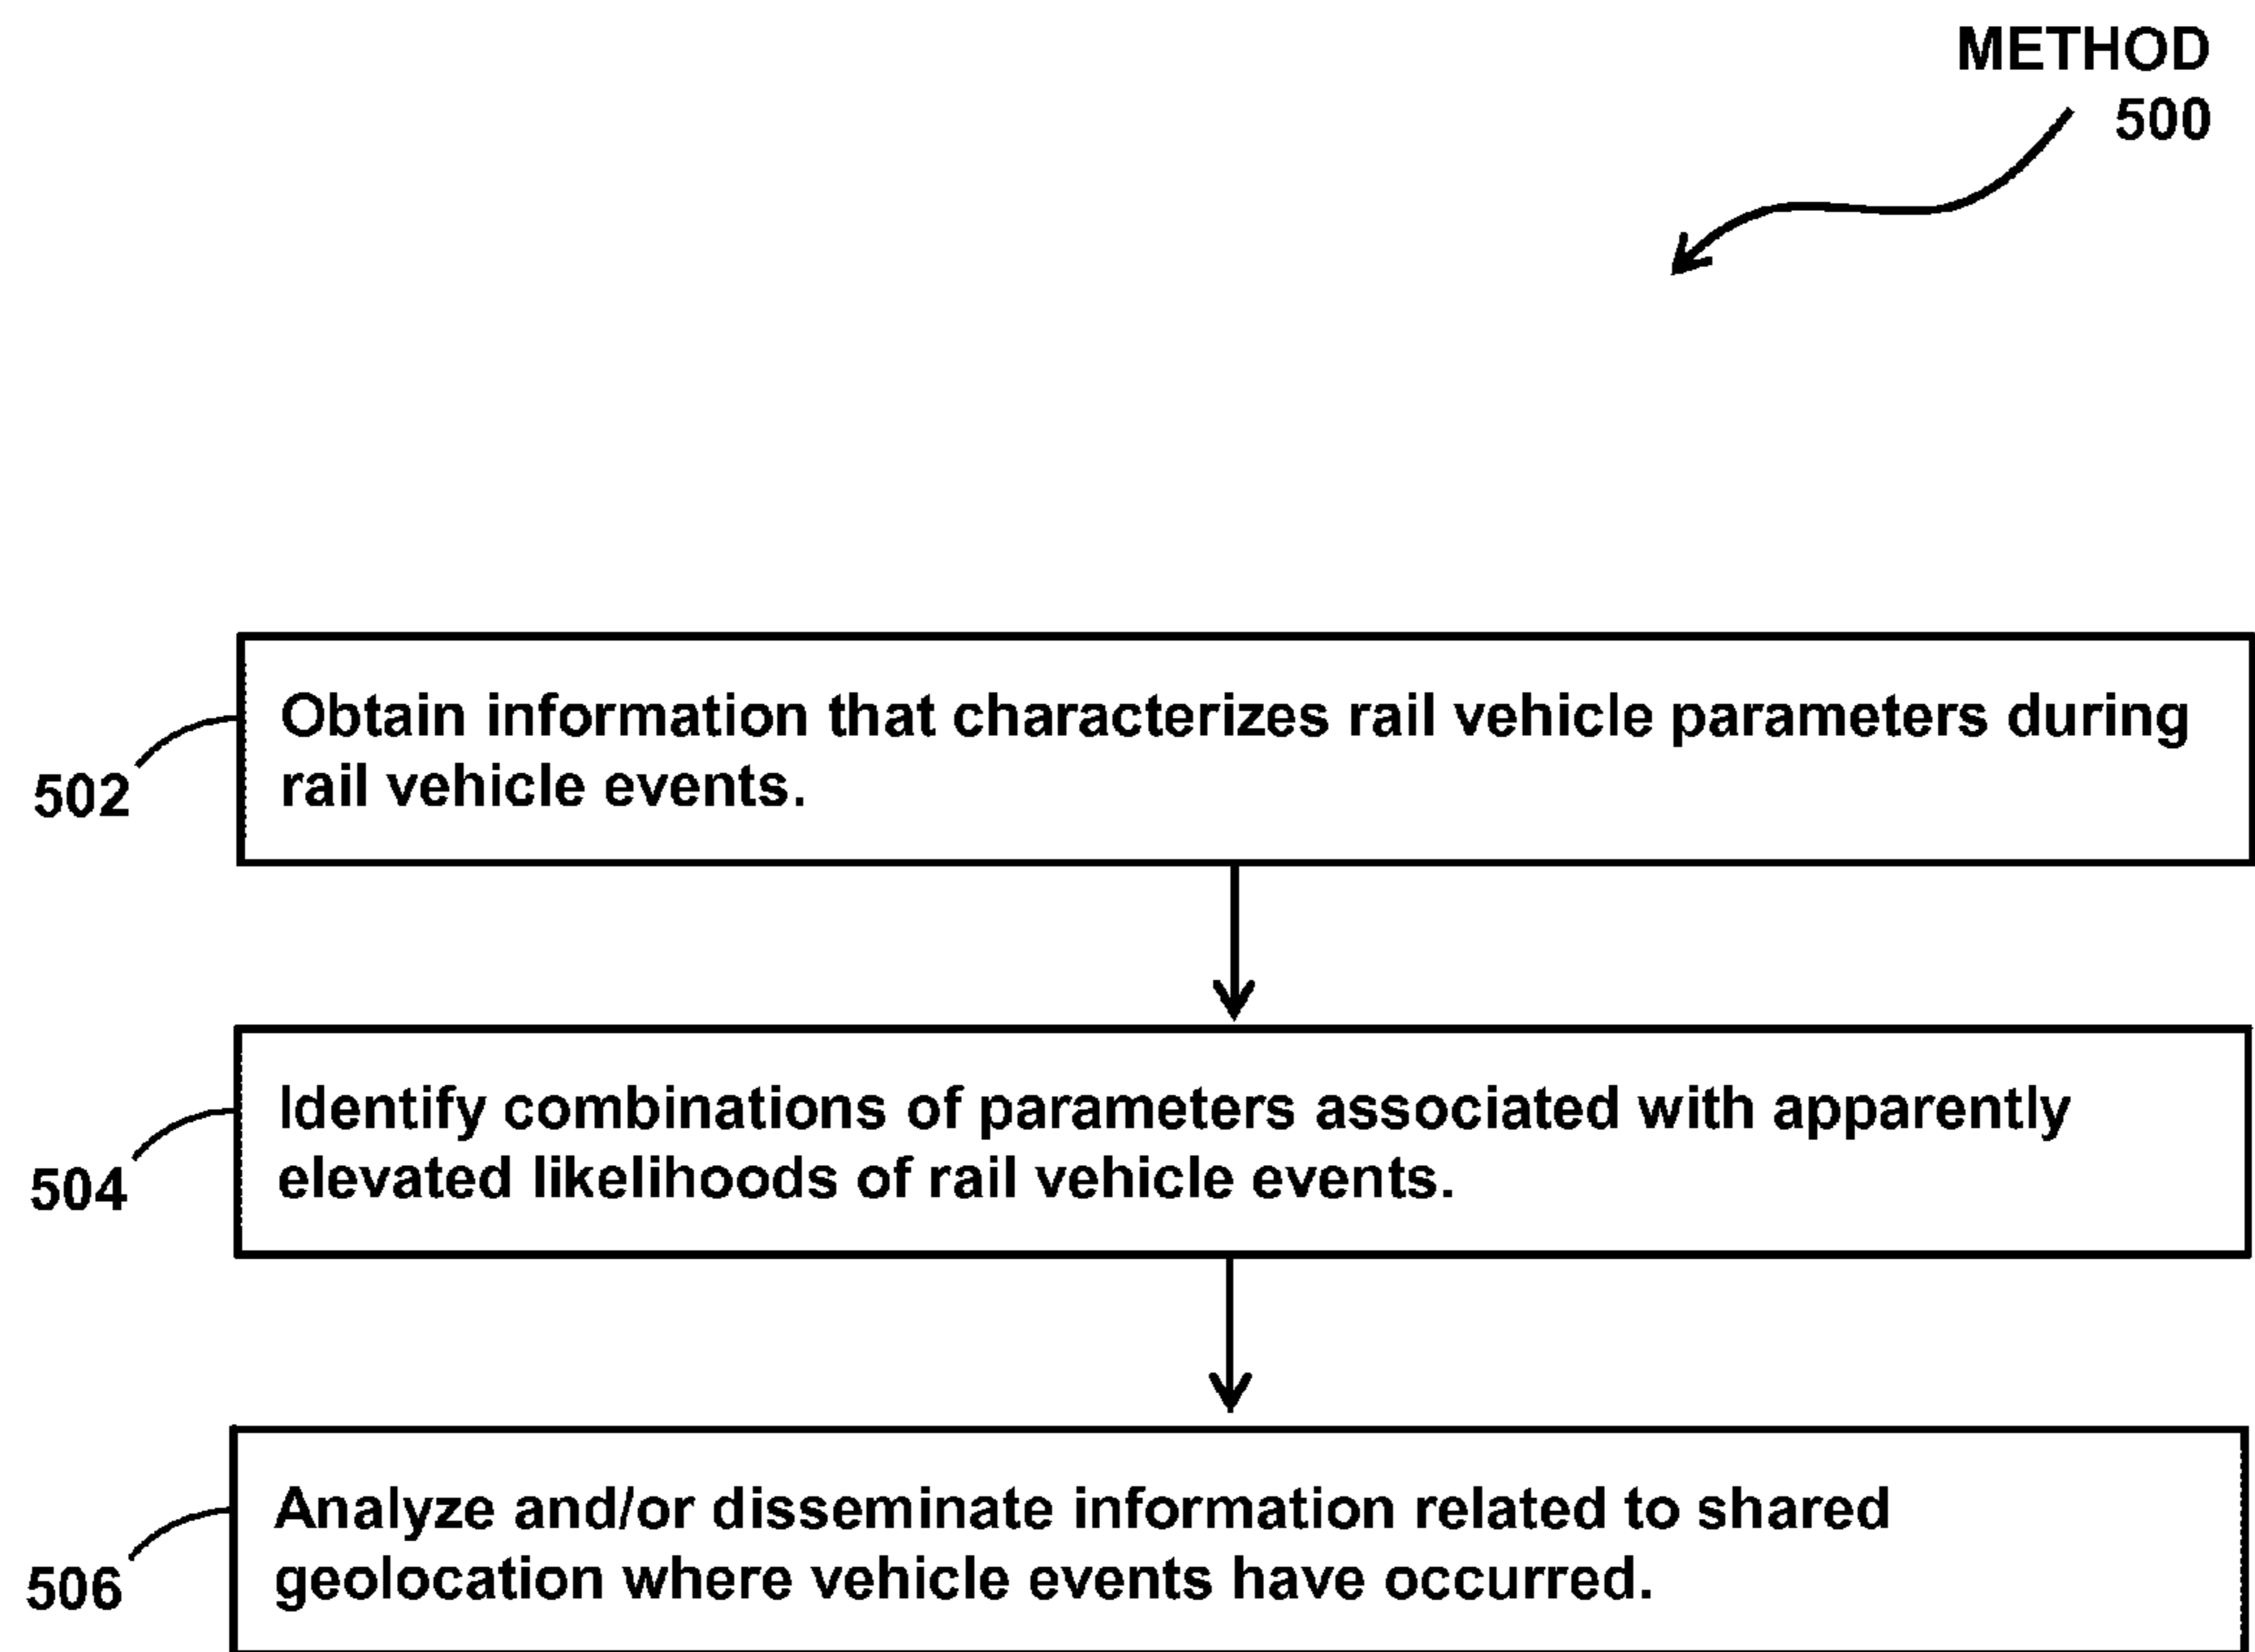 METHOD
500
Obtain information that characterizes rail vehicle parameters during
rail vehicle events.
502
Identify combinations of parameters associated with apparently
elevated likelihoods of rail vehicle events.
504
Analyze and/or disseminate information related to shared
geolocation where vehicle events have occurred.
506